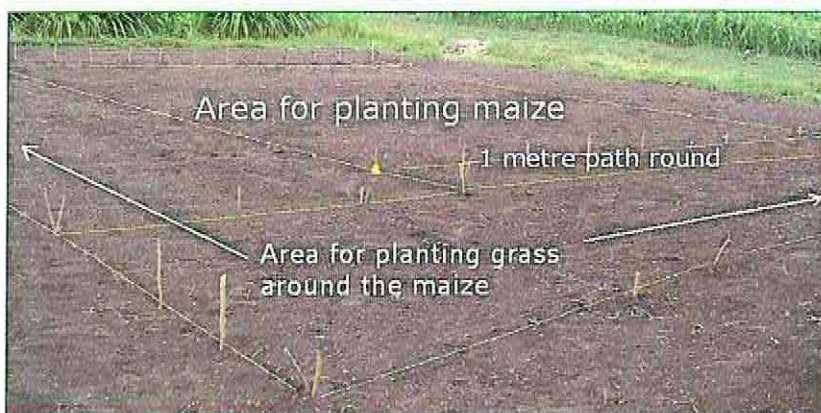 Area for planting maize
1 metre path round
Area for planting grass
around the maize